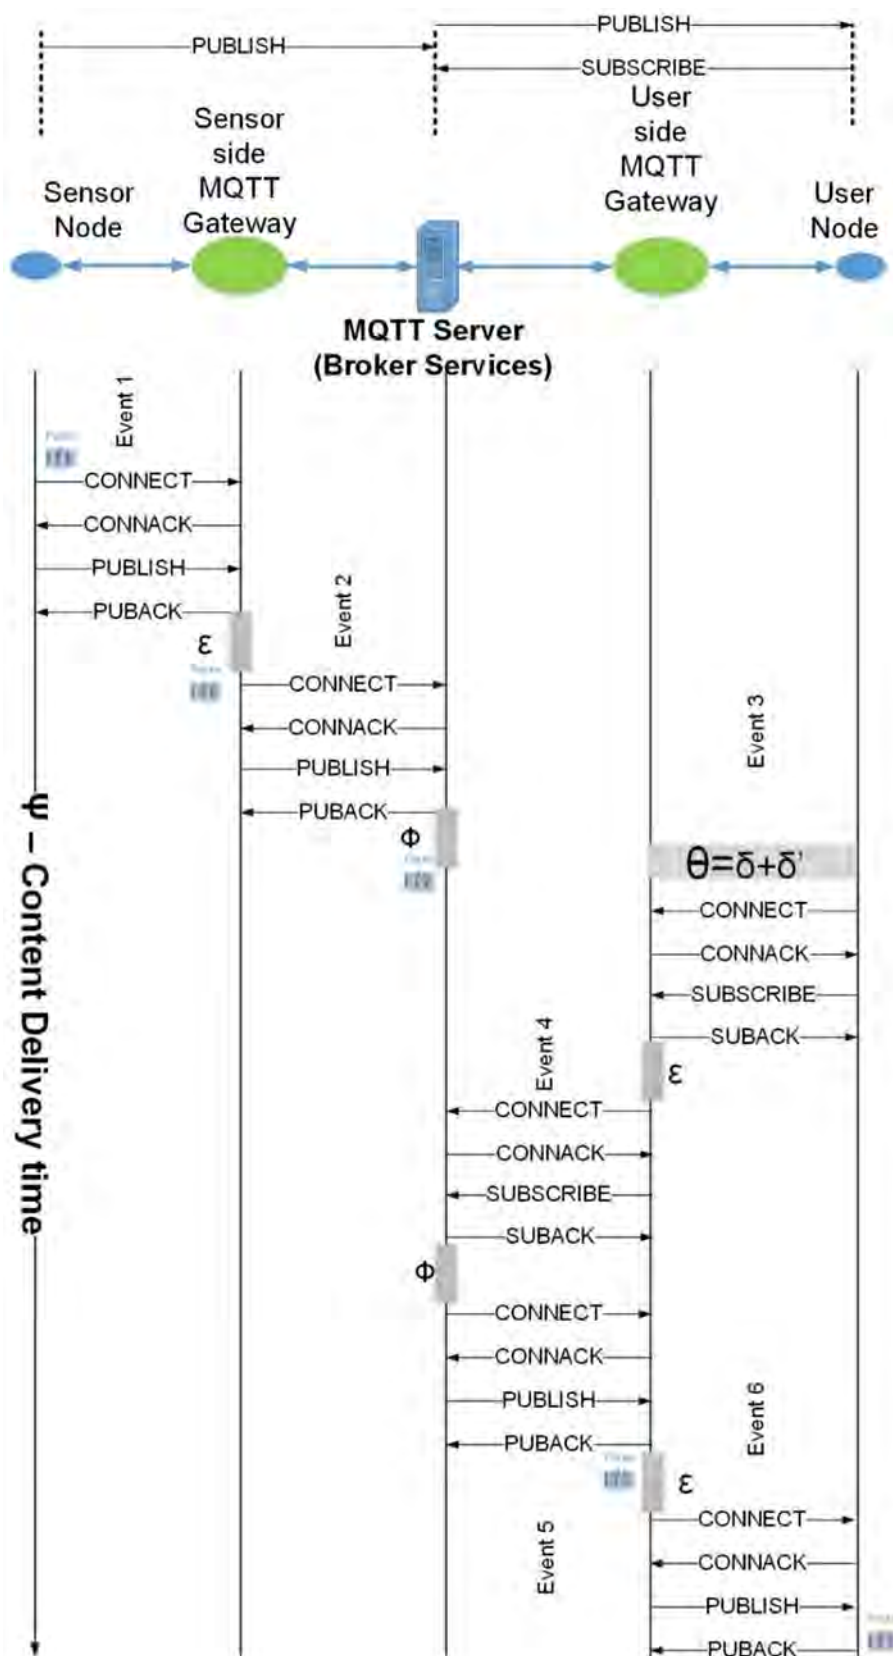 PUBLISH
PUBLISH
SUBSCRIBE
Sensor
Node
Sensor
side
MQTT
Gateway
User
side
MQTT
Gateway
User
Node
MQTT Server
(Broker Services)
Event 1
CONNECT
CONNACK
PUBLISH
PUBACK
ε
Event 2
CONNECT
CONNACK
PUBLISH
PUBACK
Φ
Event 3
θ=δ+δ'
CONNECT
CONNACK
SUBSCRIBE
SUBACK
ε
Event 4
CONNECT
CONNACK
SUBSCRIBE
SUBACK
Φ
CONNECT
CONNACK
PUBLISH
PUBACK
Event 5
ε
Event 6
CONNECT
CONNACK
PUBLISH
PUBACK
Ψ – Content Delivery time